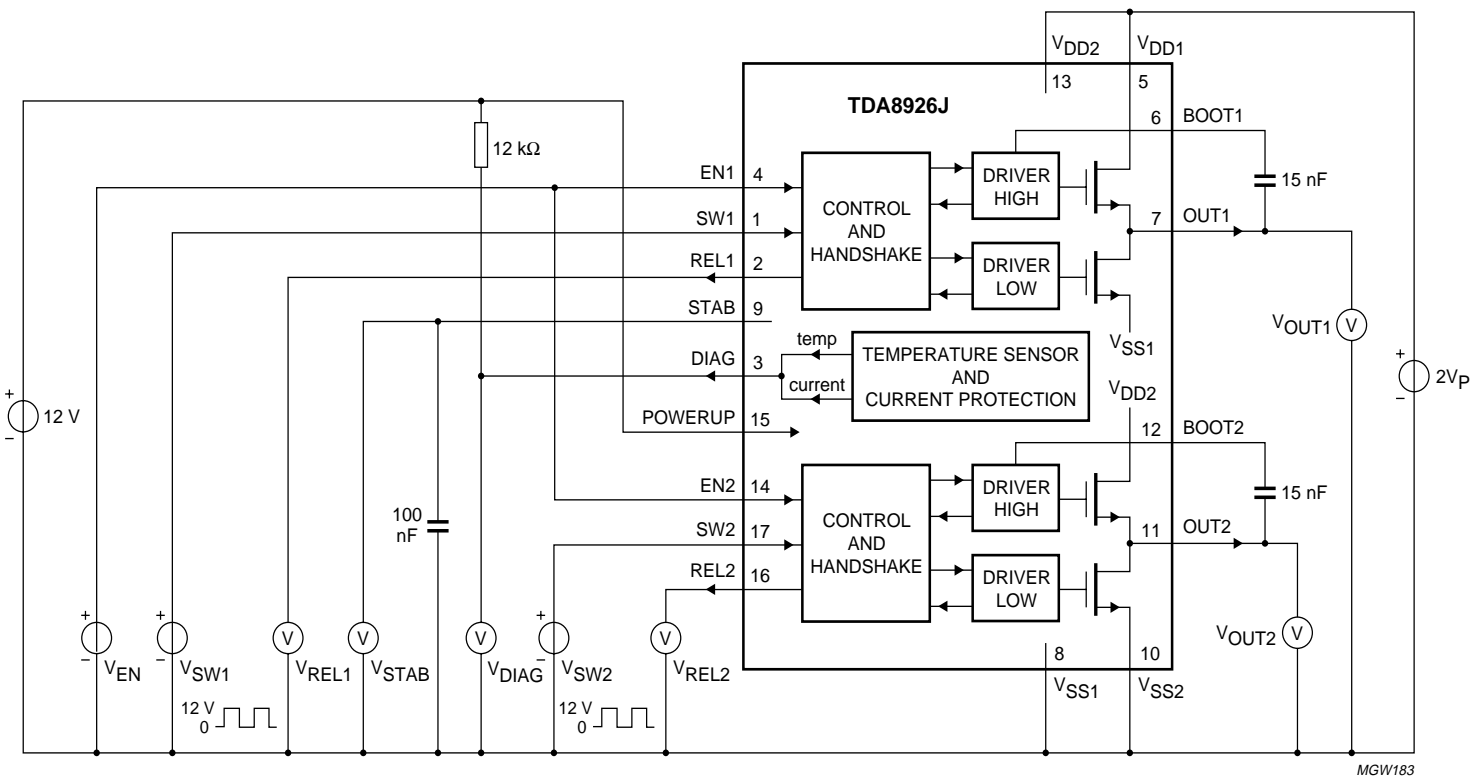 VDD2
VDD1
13
5
TDA8926J
6
BOOT1
12 kΩ
EN1
4
DRIVER
HIGH
15 nF
CONTROL
AND
HANDSHAKE
SW1
1
7
OUT1
REL1
2
DRIVER
LOW
STAB
9
VOUT1
V
VSS1
temp
DIAG
3
current
TEMPERATURE SENSOR
AND
CURRENT PROTECTION
+
2VP
−
VDD2
+
12 V
−
POWERUP
15
12
BOOT2
EN2
14
DRIVER
HIGH
15 nF
100
nF
CONTROL
AND
HANDSHAKE
SW2
17
11
OUT2
REL2
16
DRIVER
LOW
+
−
VEN
+
−
VSW1
V
VREL1
V
VSTAB
V
VDIAG
+
−
VSW2
V
VREL2
VOUT2
V
8
10
VSS1
VSS2
12 V
0
12 V
0
MGW183